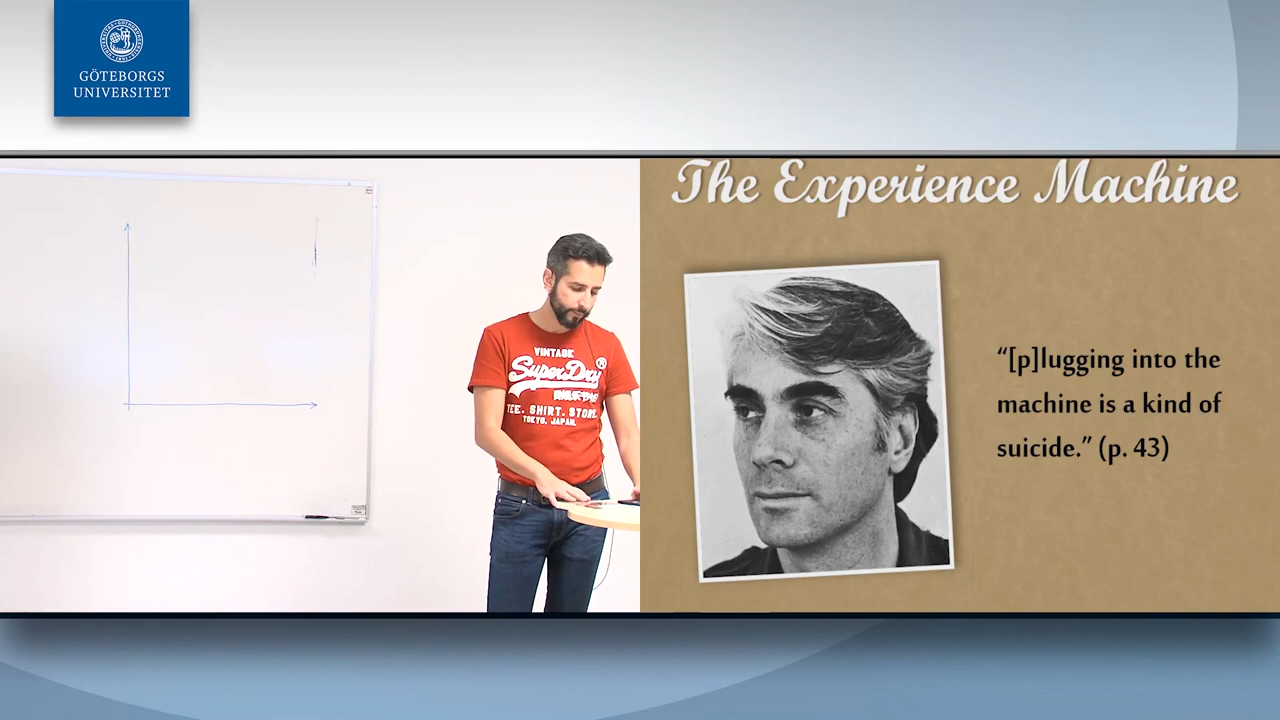 GÖTEBORGS
UNIVERSITET
The Experience Machine
VINTAGE
SuperDry
TEE. SHIRT. STORE.
TOKYO. JAPAN.
“[p]lugging into the
machine is a kind of
suicide.” (p. 43)